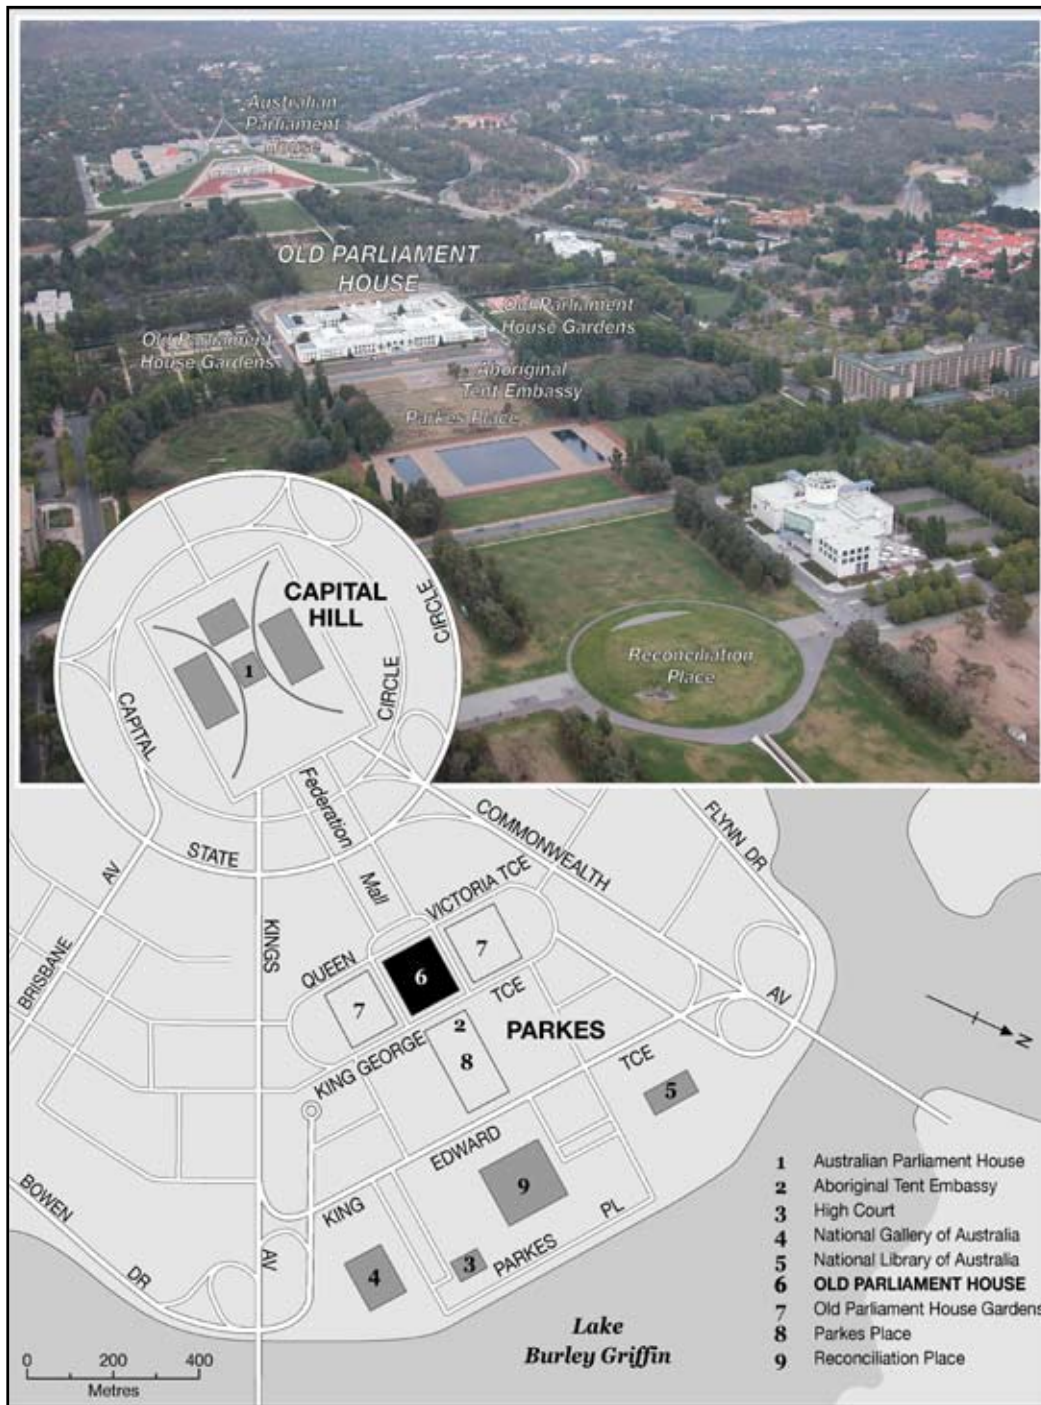 Australian
Parliament
House
OLD PARLIAMENT
HOUSE
Old Parliament
House Gardens
Old Parliament
House Gardens
Aboriginal
Tent Embassy
Parkes Place
Reconciliation
Place
CAPITAL
HILL
CIRCLE
CIRCLE
1
CAPITAL
Federation
Mall
STATE
COMMONWEALTH
FLYNN DR
AV
BRISBANE
KINGS
QUEEN
VICTORIA TCE
7
6
7
TCE
AV
N
2
PARKES
KING GEORGE
8
TCE
5
EDWARD
9
KING
PL
PARKES
BOWEN
DR
AV
4
3
Lake
Burley Griffin
0 200 400
Metres
1 Australian Parliament House
2 Aboriginal Tent Embassy
3 High Court
4 National Gallery of Australia
5 National Library of Australia
6 OLD PARLIAMENT HOUSE
7 Old Parliament House Gardens
8 Parkes Place
9 Reconciliation Place